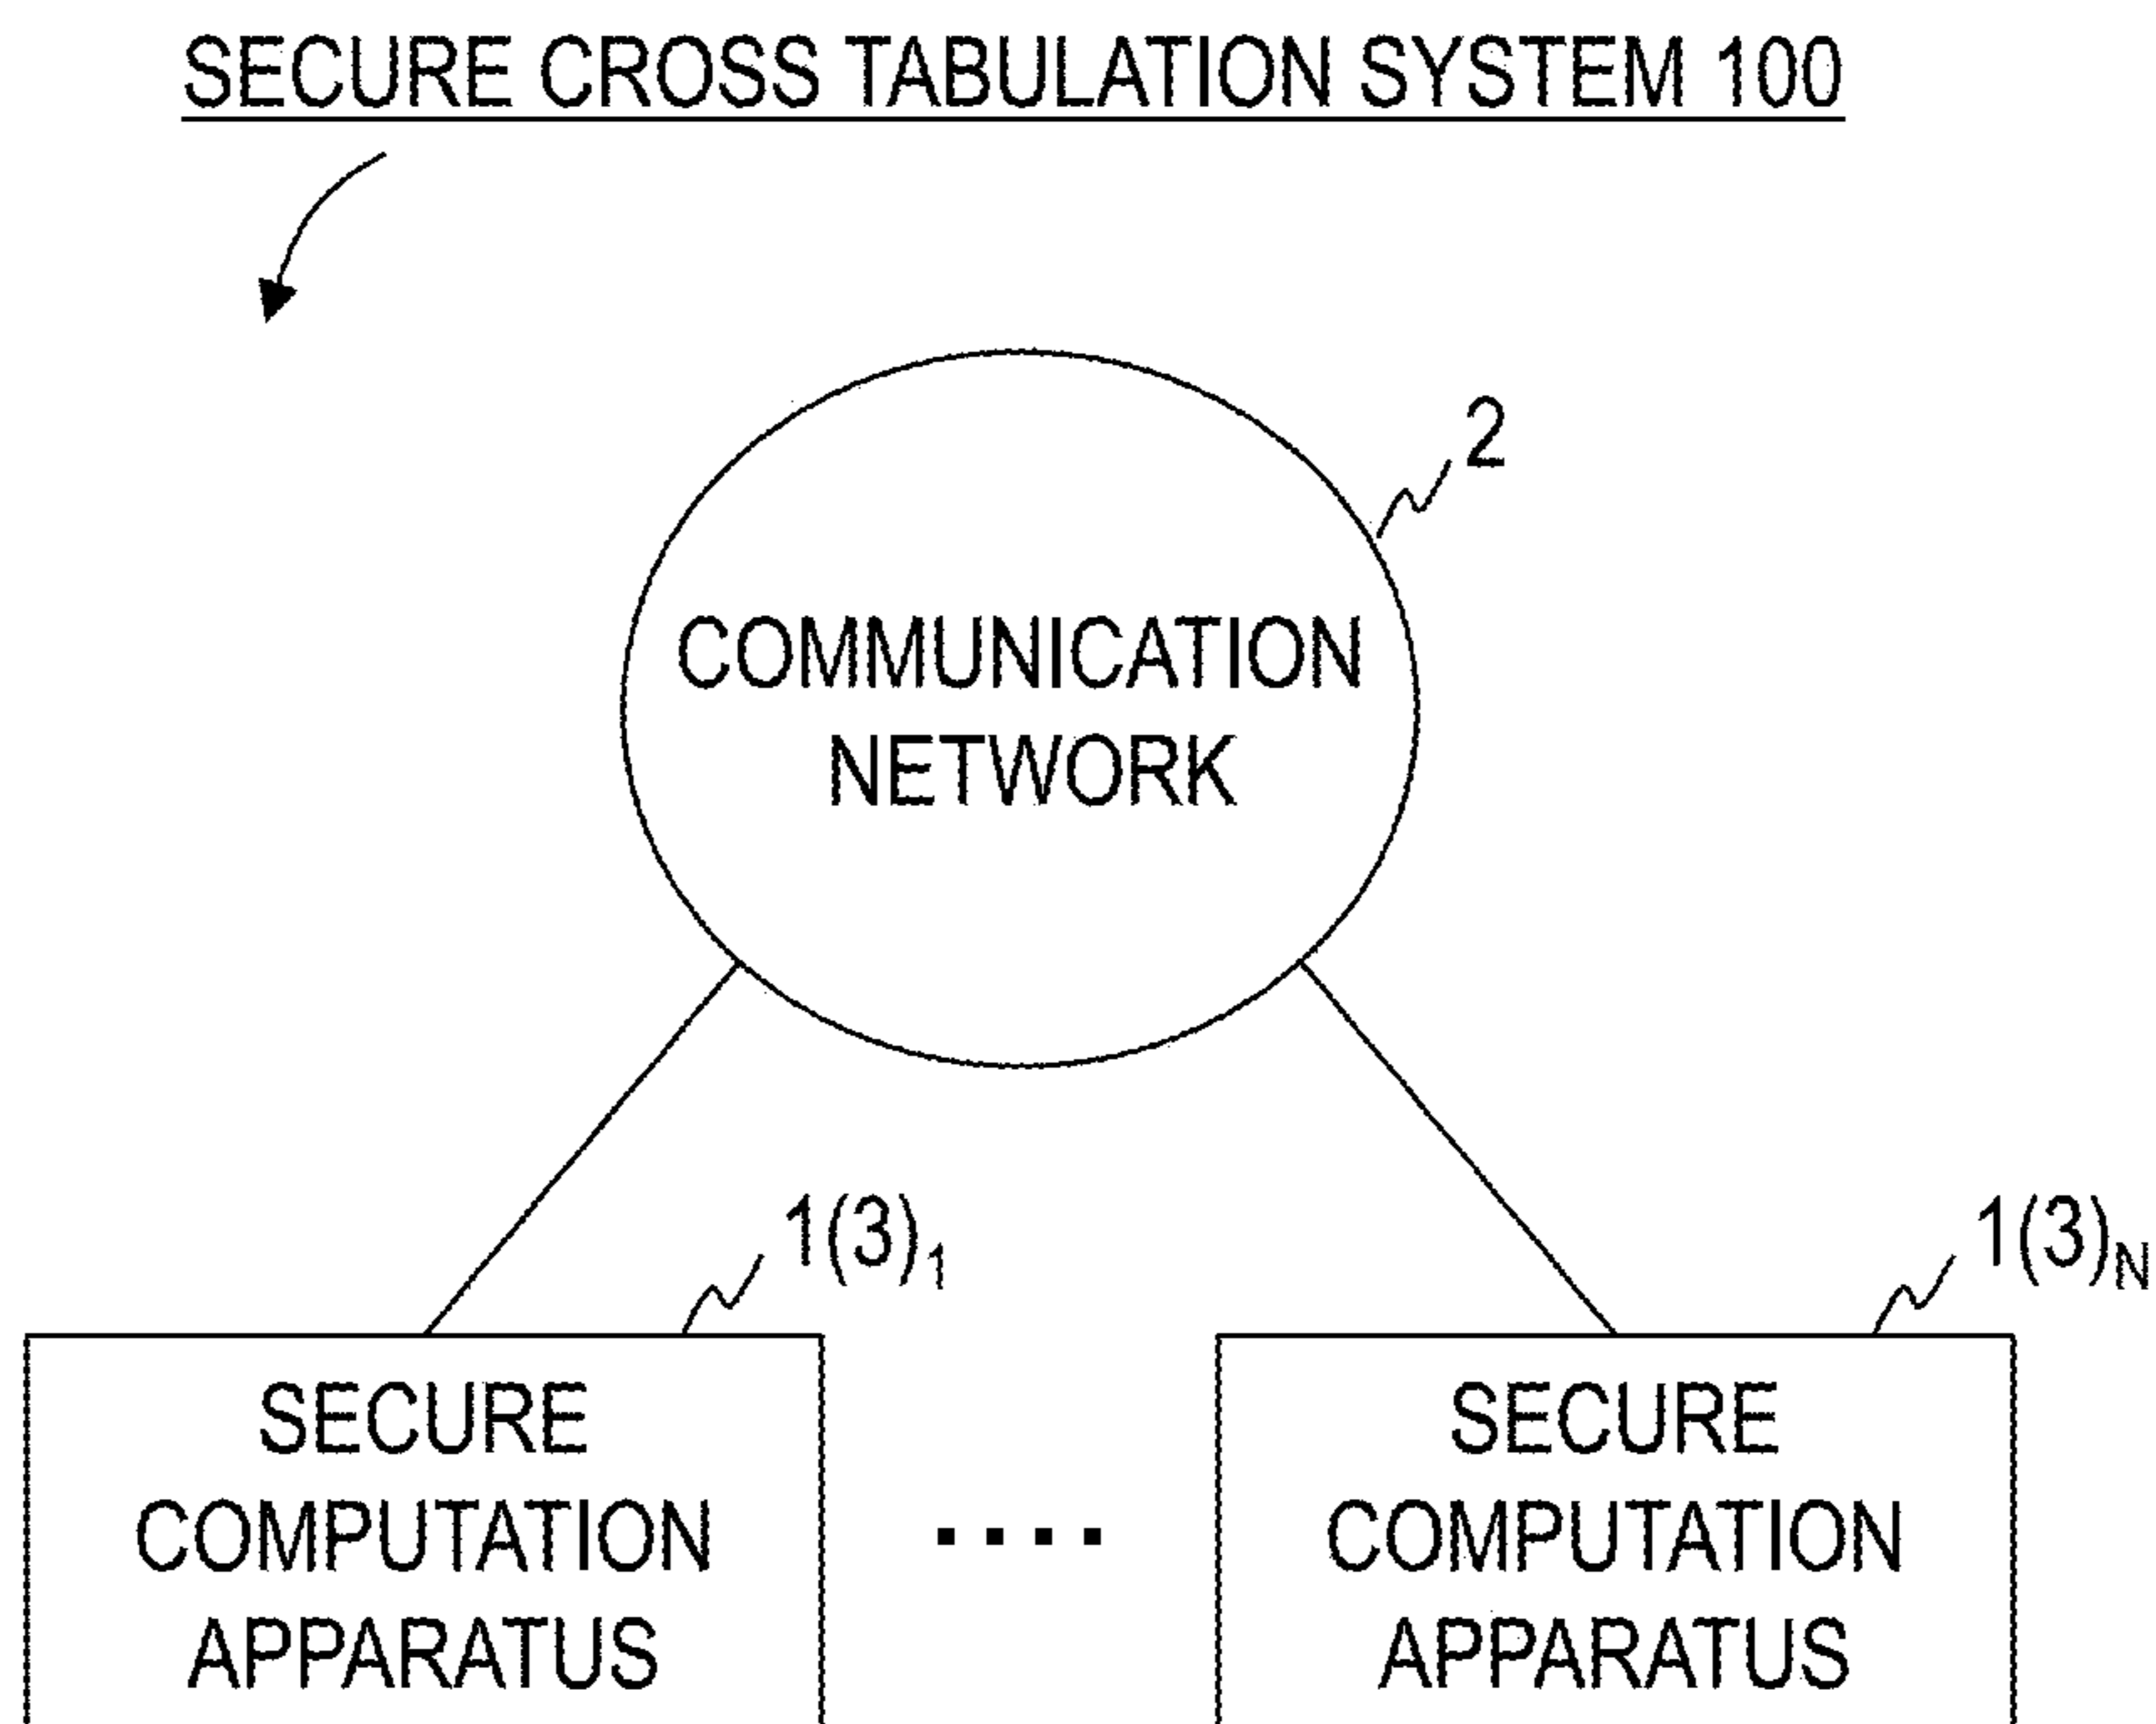 SECURE CROSS TABULATION SYSTEM 100
2
COMMUNICATION
NETWORK
1(3)₁
1(3)N
SECURE
COMPUTATION
APPARATUS
....
SECURE
COMPUTATION
APPARATUS